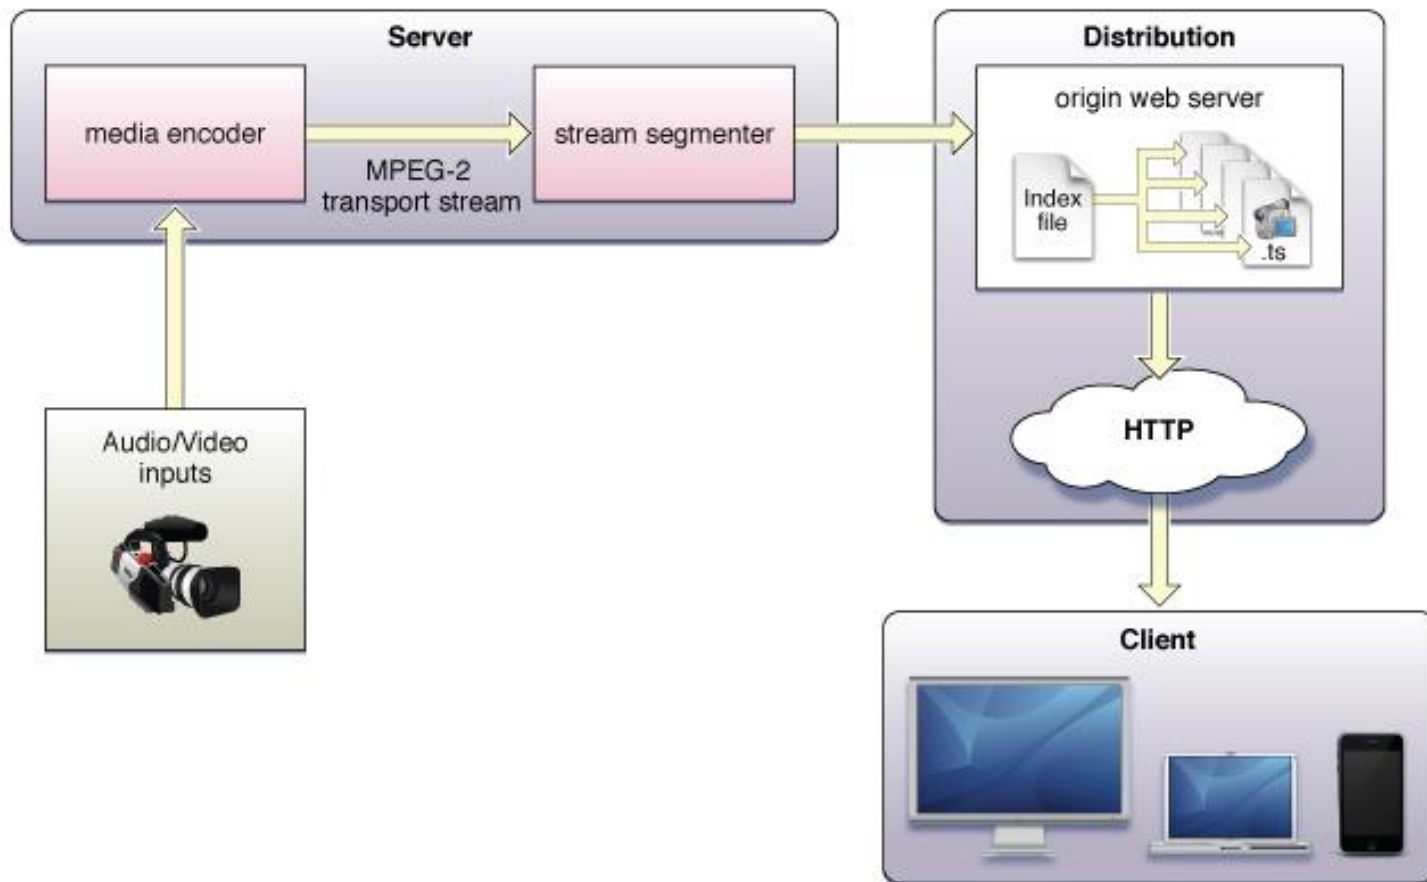 Server
media encoder
MPEG-2
transport stream
stream segmenter
Distribution
origin web server
Index
file
.ts
HTTP
Audio/Video
inputs
Client